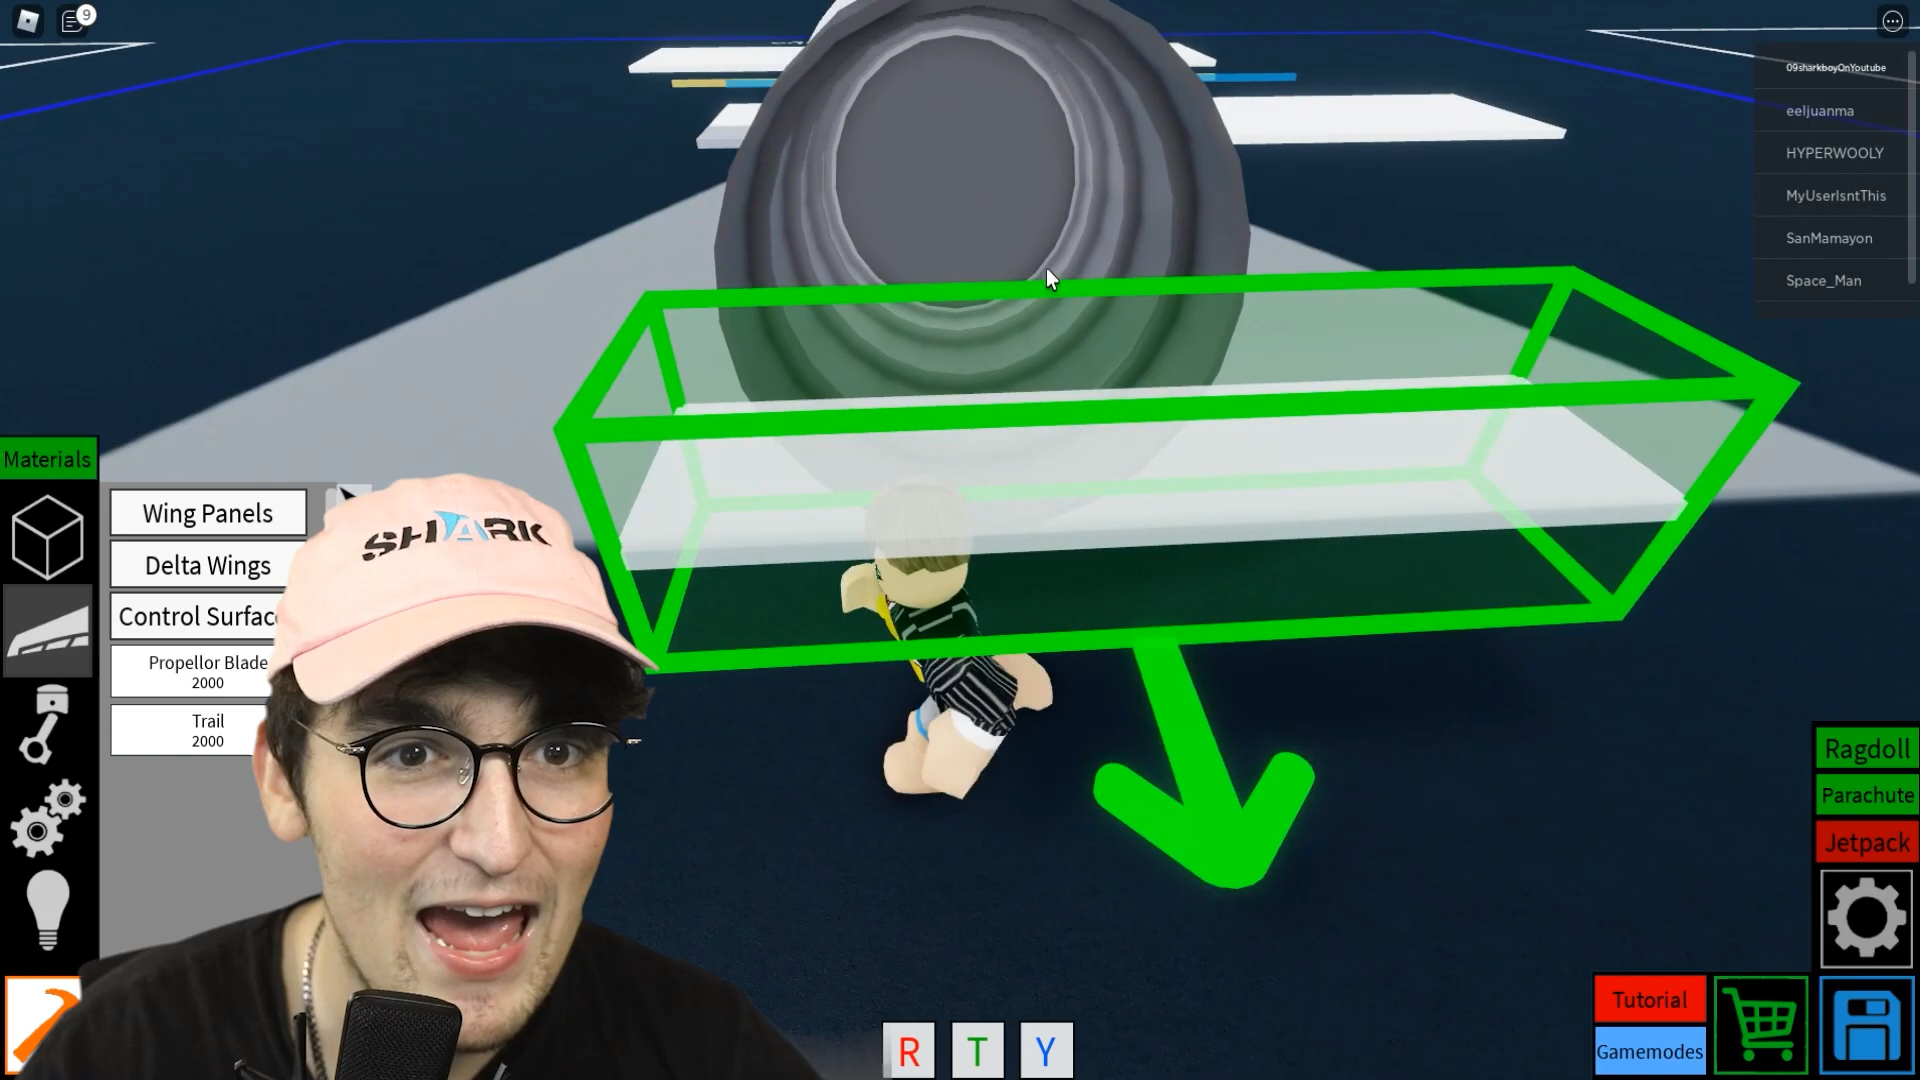 9
09sharkboyOnYoutube
eeljuanma
HYPERWOOLY
MyUserIsntThis
SanMamayon
Space_Man
Materials
Wing Panels
Delta Wings
Control Surfac
Propellor Blade
2000
Trail
2000
SHARK
Ragdoll
Parachute
Jetpack
Tutorial
Gamemodes
R T Y